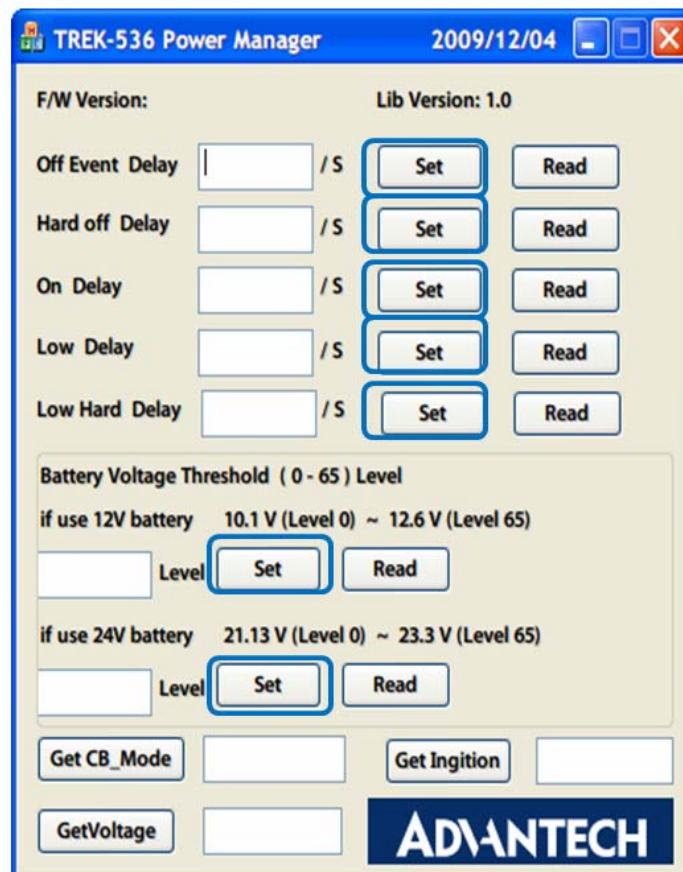 TREK-536 Power Manager 2009/12/04
F/W Version: Lib Version: 1.0
Off Event Delay / S Set Read
Hard off Delay / S Set Read
On Delay / S Set Read
Low Delay / S Set Read
Low Hard Delay / S Set Read
Battery Voltage Threshold ( 0 - 65 ) Level
if use 12V battery 10.1 V (Level 0) ~ 12.6 V (Level 65)
Level Set Read
if use 24V battery 21.13 V (Level 0) ~ 23.3 V (Level 65)
Level Set Read
Get CB_Mode Get Ingition
GetVoltage ADVANTECH